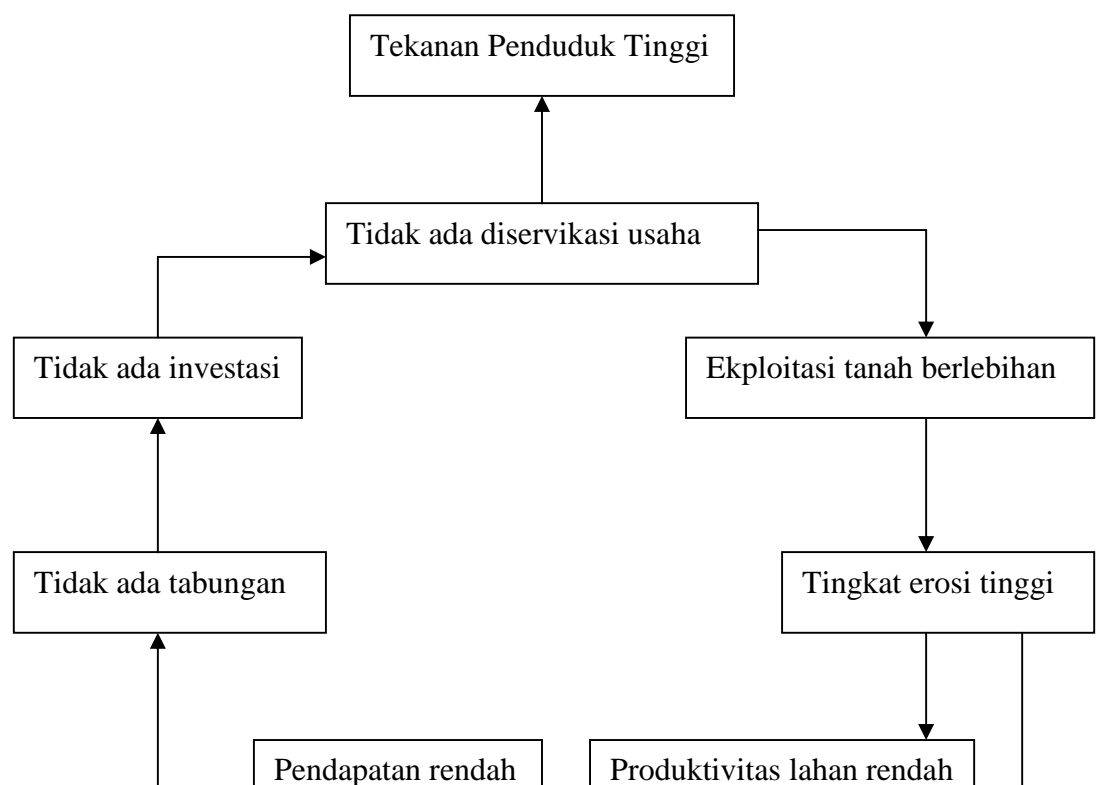 Tekanan Penduduk Tinggi
Tidak ada diservikasi usaha
Tidak ada investasi
Ekploitasi tanah berlebihan
Tidak ada tabungan
Tingkat erosi tinggi
Pendapatan rendah
Produktivitas lahan rendah